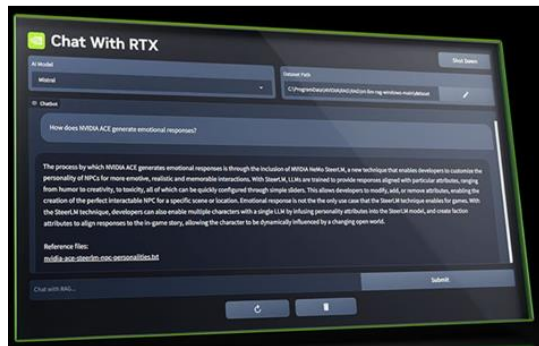 Chat With RTX
Shut Down
AI Model
Mistral
Dataset Path
Chatbot
How does NVIDIA ACE generate emotional responses?
The process by which NVIDIA ACE generates emotional responses is through the inclusion of NVIDIA NeMo SteerLM, a new technique that enables developers to customize the
personality of NPCs for more emotive, realistic and memorable interactions. With SteerLM, LLMs are trained to provide responses aligned with particular attributes, ranging
from humor to creativity, to toxicity, all of which can be quickly configured through simple sliders. This allows developers to modify, add, or remove attributes, enabling the
creation of the perfect interactable NPC for a specific scene or location. Emotional response is not the the only use case that the SteerLM technique enables for games. With
the SteerLM technique, developers can also enable multiple characters with a single LLM by infusing personality attributes into the SteerLM model, and create faction
attributes to align responses to the in-game story, allowing the character to be dynamically influenced by a changing open world.
Reference files:
nvidia-ace-steerlm-npc-personalities.txt
Chat with RAG...
Submit